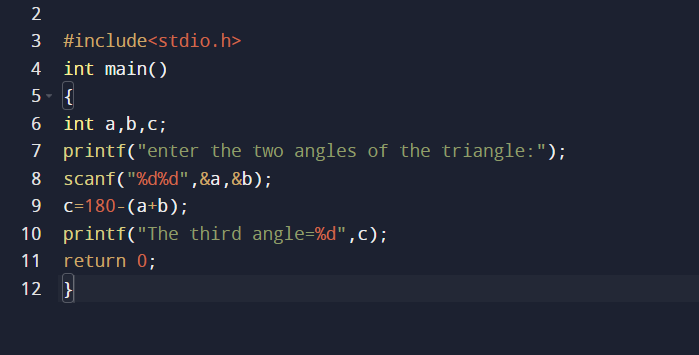 2
3 #include<stdio.h>
4 int main()
5 {
6 int a,b,c;
7 printf("enter the two angles of the triangle:");
8 scanf("%d%d",&a,&b);
9 c=180-(a+b);
10 printf("The third angle=%d",c);
11 return 0;
12 }